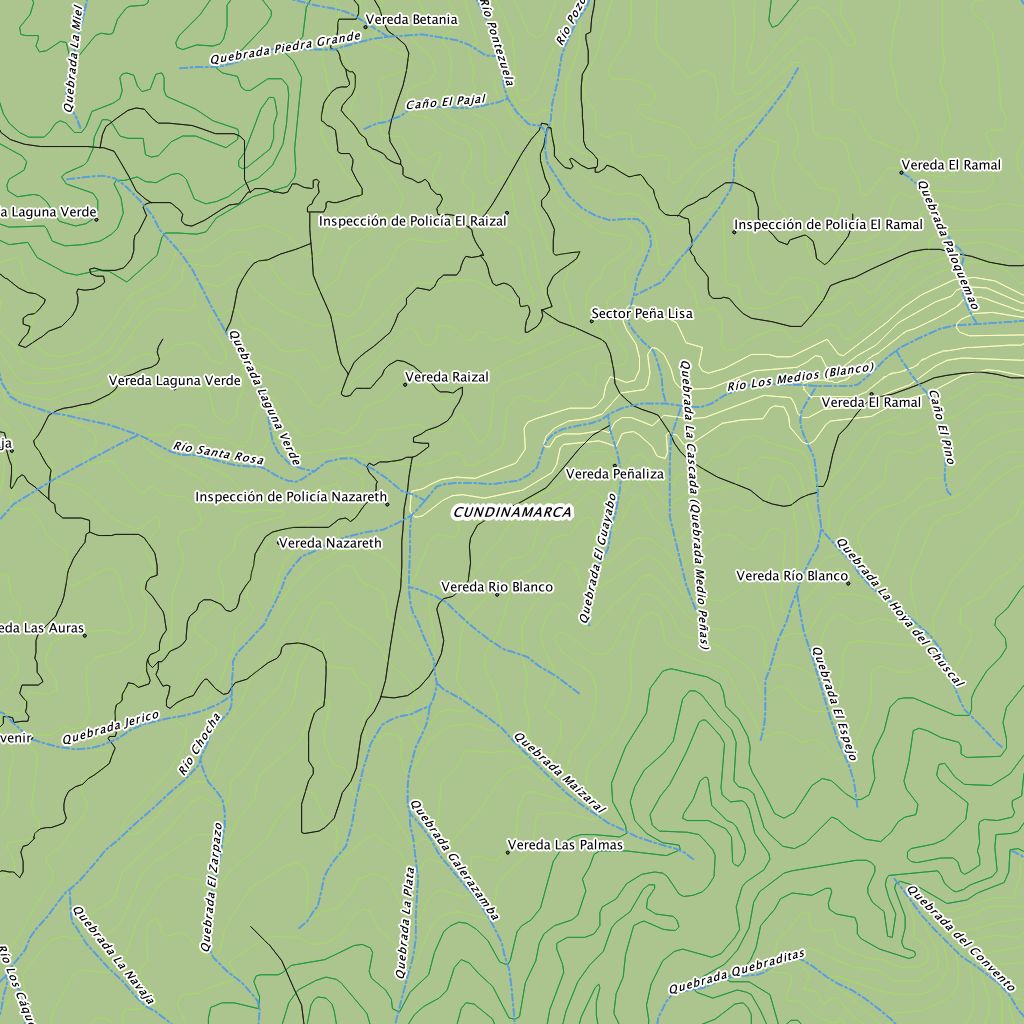 Quebrada La Miel
Vereda Betania
Quebrada Piedra Grande
Río Pontezuela
Río Pozo
Caño El Pajal
Vereda El Ramal
Quebrada Paloquemao
a Laguna Verde
Inspección de Policía El Raizal
Inspección de Policía El Ramal
Sector Peña Lisa
Quebrada Laguna Verde
Vereda Laguna Verde
Vereda Raizal
Río Los Medios (Blanco)
Vereda El Ramal
Caño El Pino
Quebrada La Cascada (Quebrada Medio Peñas)
ja
Río Santa Rosa
Vereda Peñaliza
Inspección de Policía Nazareth
CUNDINAMARCA
Quebrada El Guayabo
Vereda Nazareth
Vereda Rio Blanco
Vereda Río Blanco
Quebrada La Hoya del Chuscal
eda Las Auras
Quebrada El Espejo
venir
Quebrada Jerico
Río Chocha
Quebrada Maizaral
Quebrada El Zarpazo
Quebrada Galerazamba
Vereda Las Palmas
Quebrada La Plata
Quebrada La Navaja
Río Los Cáque
Quebrada Quebraditas
Quebrada del Convento